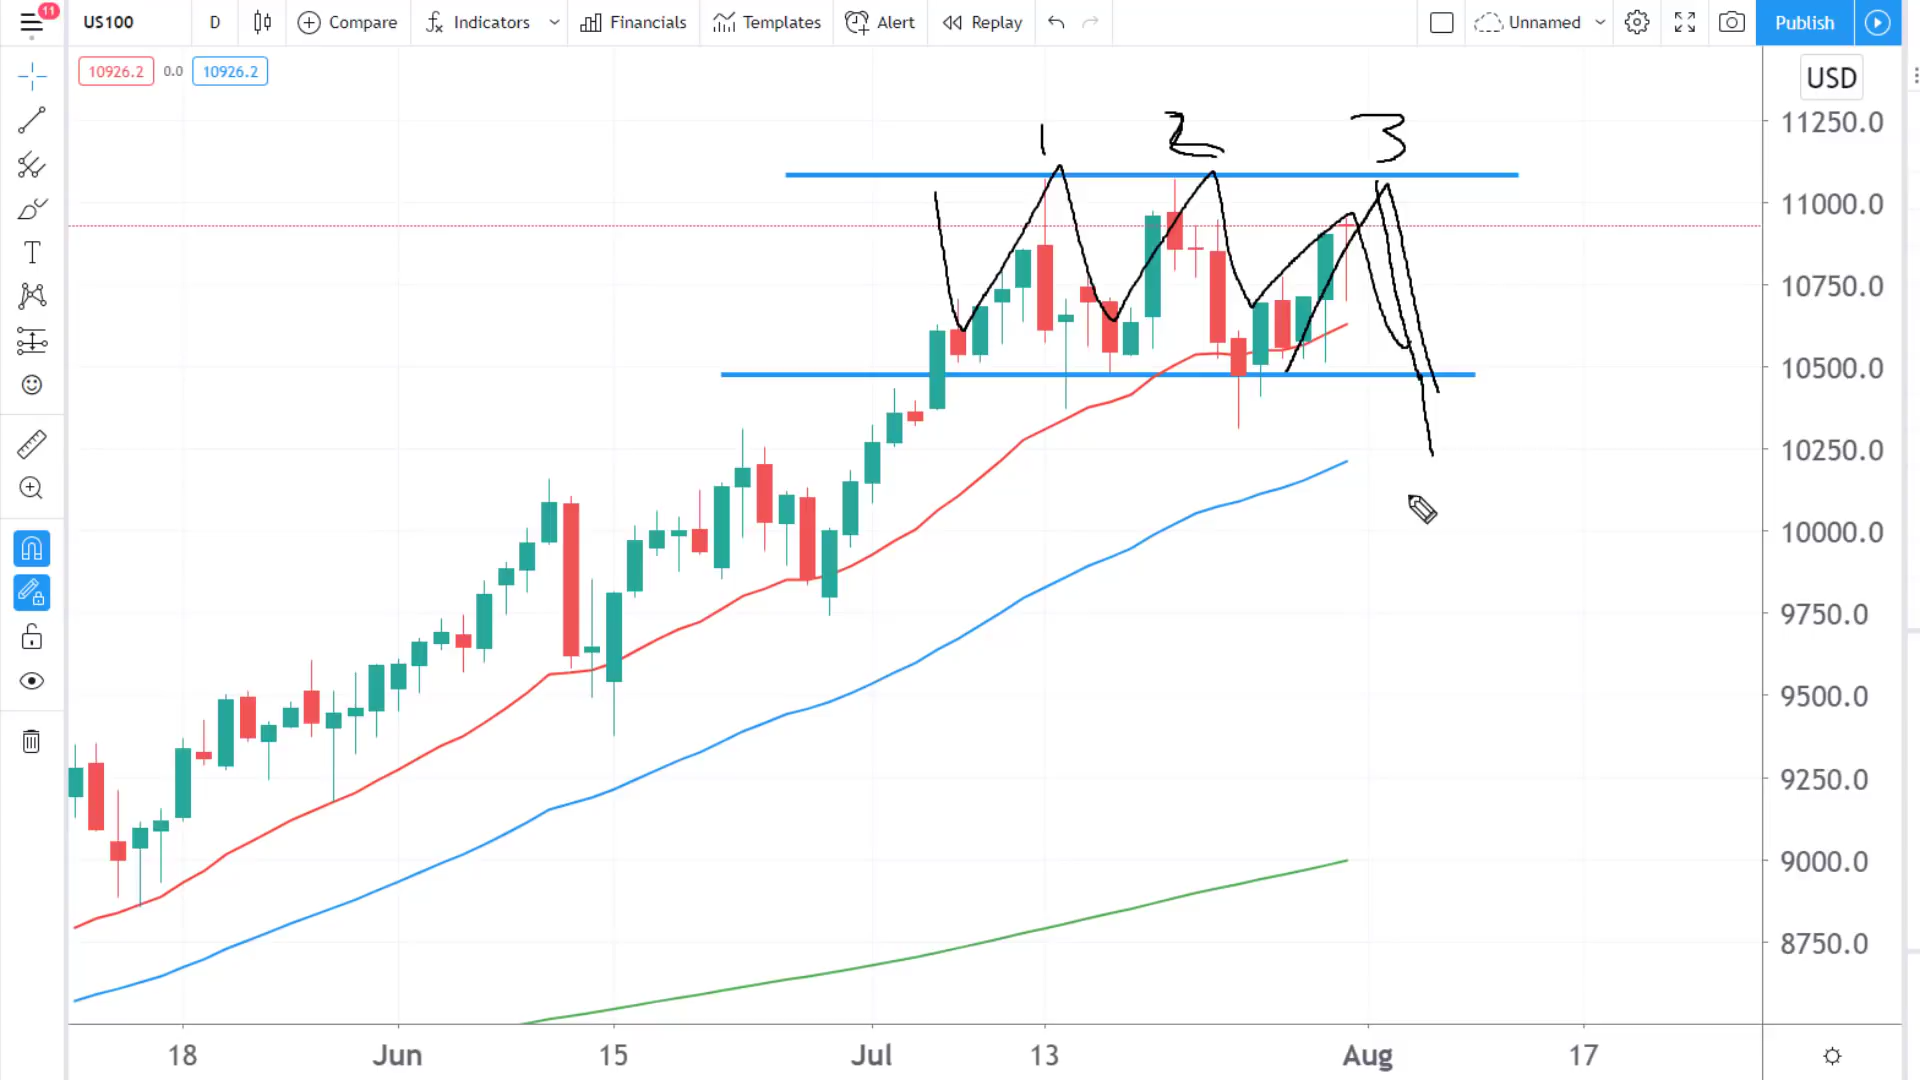 11
US100 D Compare Indicators Financials Templates Alert Replay Unnamed Publish
10926.2 0.0 10926.2
USD
1 2 3
11250.0
11000.0
10750.0
10500.0
10250.0
10000.0
9750.0
9500.0
9250.0
9000.0
8750.0
18 Jun 15 Jul 13 Aug 17